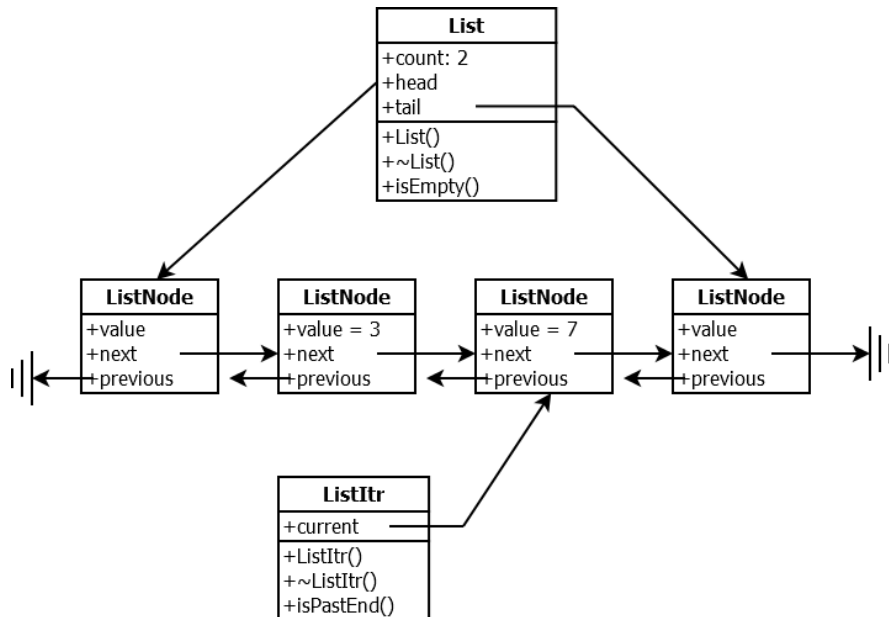 List
+count: 2
+head
+tail
+List()
+~List()
+isEmpty()
ListNode
+value
+next
+previous
ListNode
+value = 3
+next
+previous
ListNode
+value = 7
+next
+previous
ListNode
+value
+next
+previous
ListItr
+current
+ListItr()
+~ListItr()
+isPastEnd()